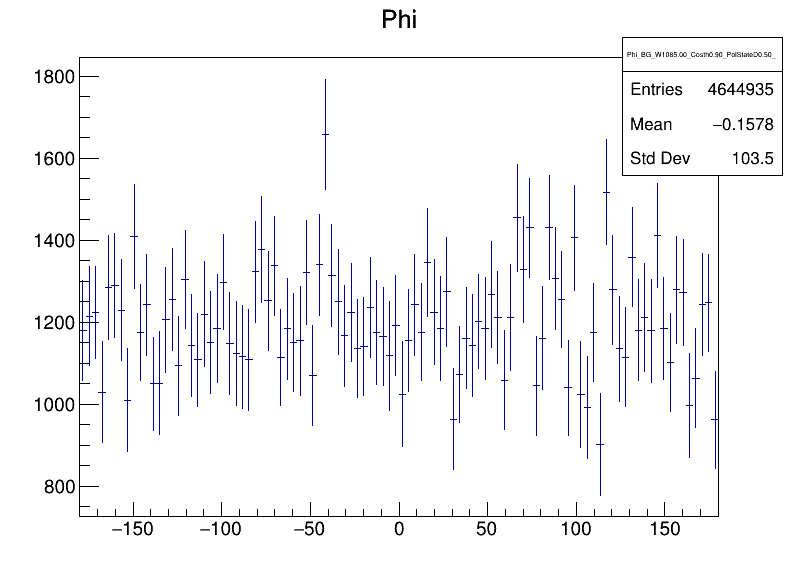 Phi
Phi_BG_W1085.00_Costh0.90_PolStateD0.50_
Entries 4644935
Mean −0.1578
Std Dev 103.5
1800
1600
1400
1200
1000
800
−150 −100 −50 0 50 100 150